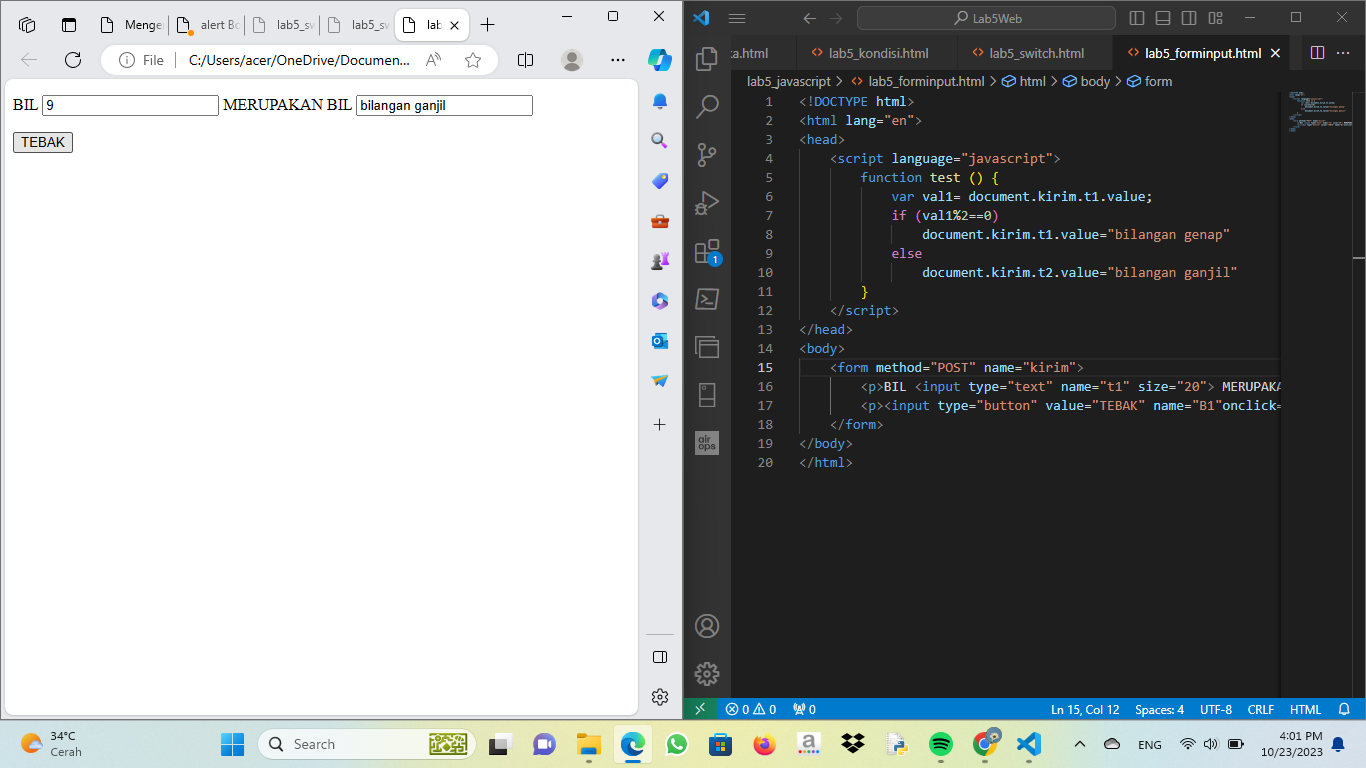 Menge
alert Bo
lab5_sw
lab5_sw
lab
File
C:/Users/acer/OneDrive/Documen...
BIL 9 MERUPAKAN BIL bilangan ganjil
TEBAK
Lab5Web
ka.html
lab5_kondisi.html
lab5_switch.html
lab5_forminput.html
lab5_javascript > lab5_forminput.html > html > body > form
1 <!DOCTYPE html>
2 <html lang="en">
3 <head>
4 <script language="javascript">
5 function test () {
6 var val1= document.kirim.t1.value;
7 if (val1%2==0)
8 document.kirim.t1.value="bilangan genap"
9 else
10 document.kirim.t2.value="bilangan ganjil"
11 }
12 </script>
13 </head>
14 <body>
15 <form method="POST" name="kirim">
16 <p>BIL <input type="text" name="t1" size="20"> MERUPAKA
17 <p><input type="button" value="TEBAK" name="B1"onclick=
18 </form>
19 </body>
20 </html>
1
air
ops
0 0 0
Ln 15, Col 12 Spaces: 4 UTF-8 CRLF HTML
34°C
Cerah
Search
ENG
4:01 PM
10/23/2023